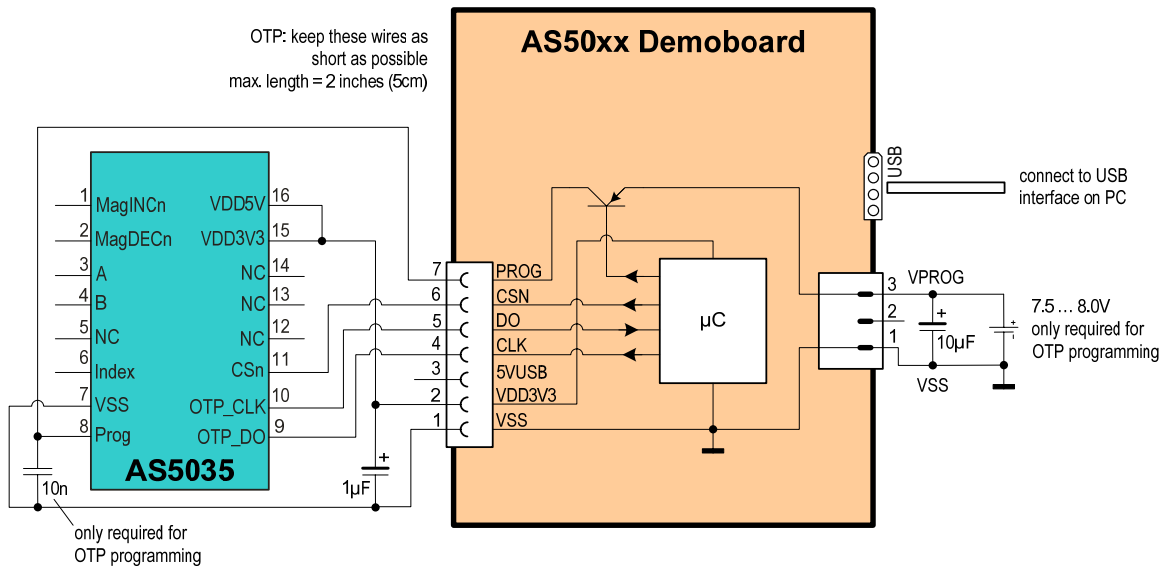 AS50xx Demoboard
OTP: keep these wires as
short as possible
max. length = 2 inches (5cm)
USB
connect to USB
interface on PC
1 MagINCn
2 MagDECn
3 A
4 B
5 NC
6 Index
7 VSS
8 Prog
VDD5V 16
VDD3V3 15
NC 14
NC 13
NC 12
CSn 11
OTP_CLK 10
OTP_DO 9
AS5035
10n
only required for
OTP programming
1µF
+
7 PROG
6 CSN
5 DO
4 CLK
3 5VUSB
2 VDD3V3
1 VSS
µC
3 VPROG
2
1
VSS
+
10µF
+
-
7.5 ... 8.0V
only required for
OTP programming